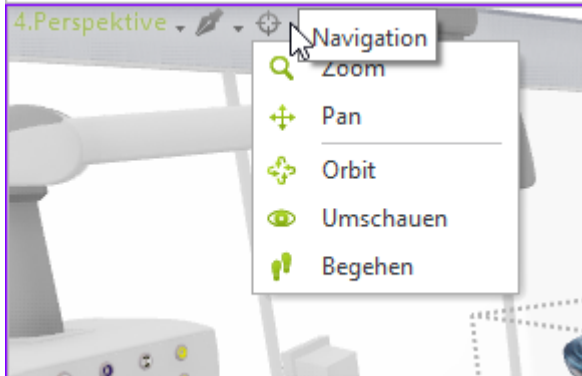 4.Perspektive
Navigation
Zoom
Pan
Orbit
Umschauen
Begehen